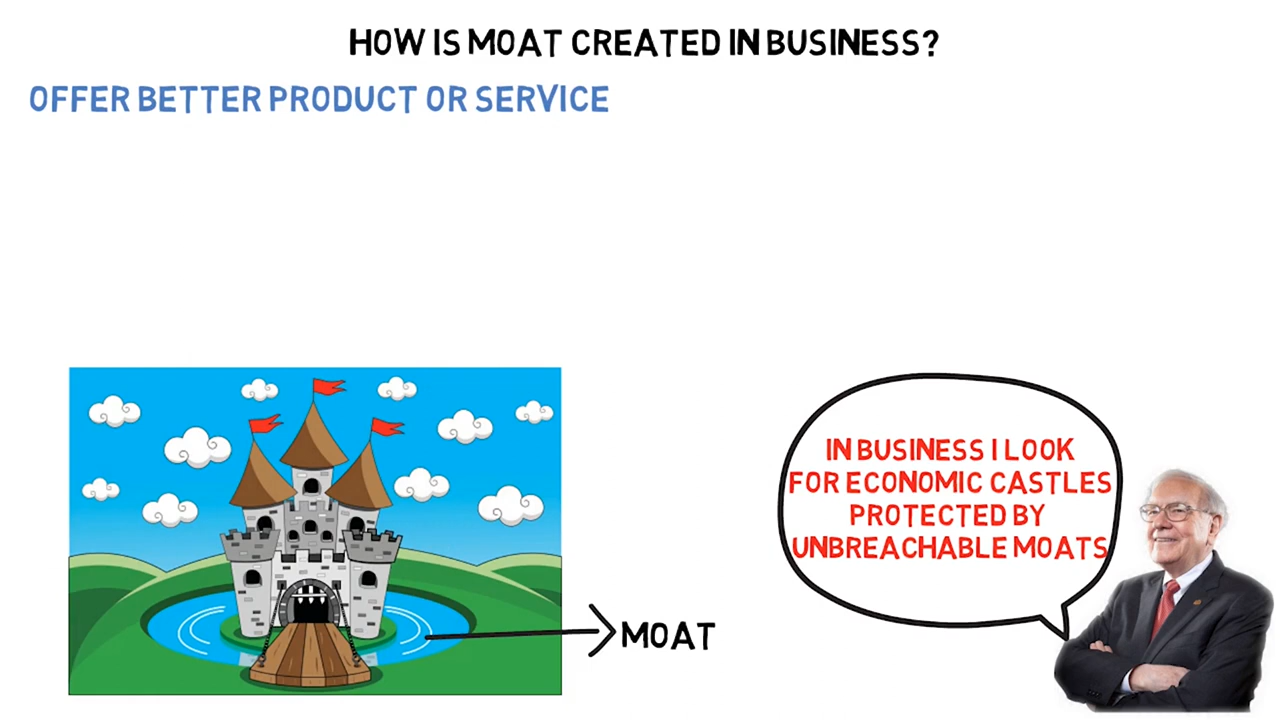 HOW IS MOAT CREATED IN BUSINESS?
OFFER BETTER PRODUCT OR SERVICE
IN BUSINESS I LOOK
FOR ECONOMIC CASTLES
PROTECTED BY
UNBREACHABLE MOATS
MOAT